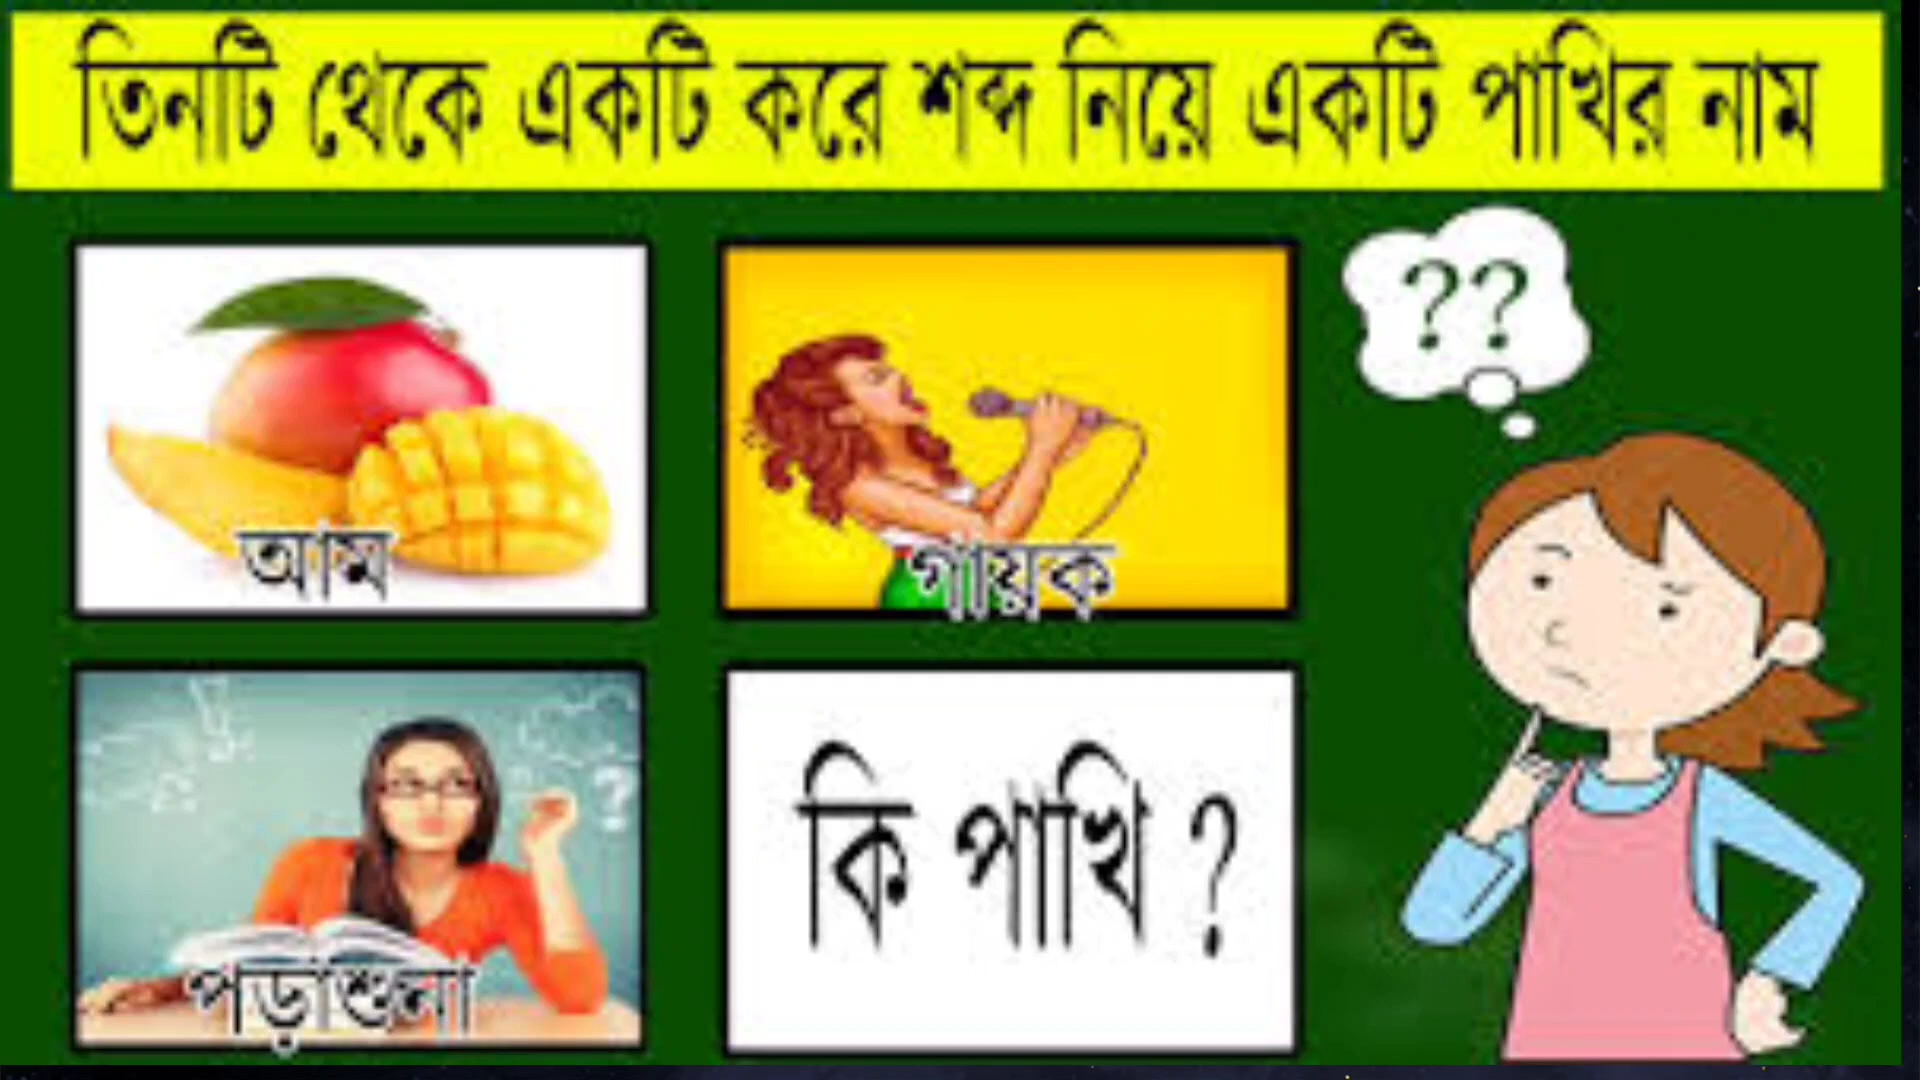 তিনটি থেকে একটি করে শব্দ নিয়ে একটি পাখির নাম
??
আম
গায়ক
পড়াশুনা
কি পাখি ?